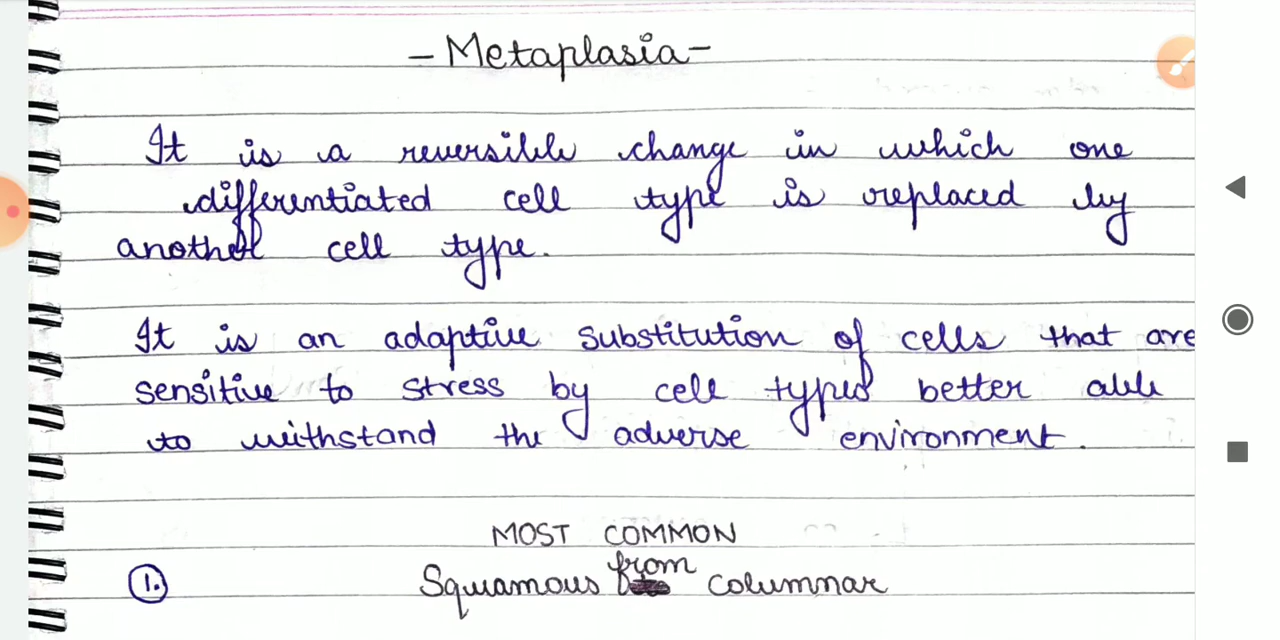 - Metaplasia -
It is a reversible change in which one
differentiated cell type is replaced by
another cell type.
It is an adaptive substitution of cells that are
sensitive to stress by cell types better able
to withstand the adverse environment.
MOST COMMON
1. Squamous from columnar